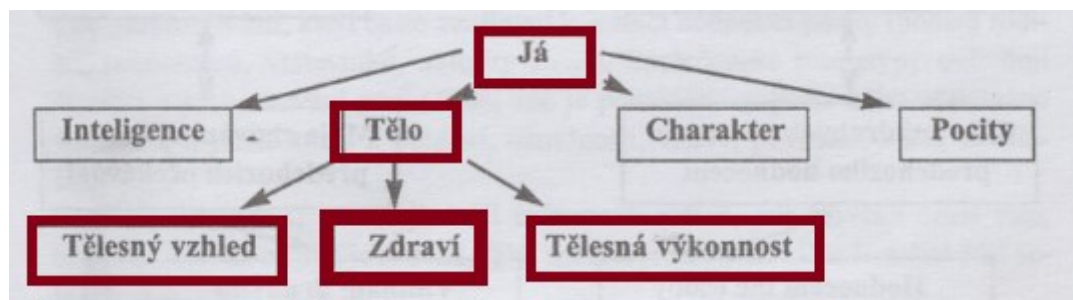 Já
Inteligence Tělo Charakter Pocity
Tělesný vzhled Zdraví Tělesná výkonnost